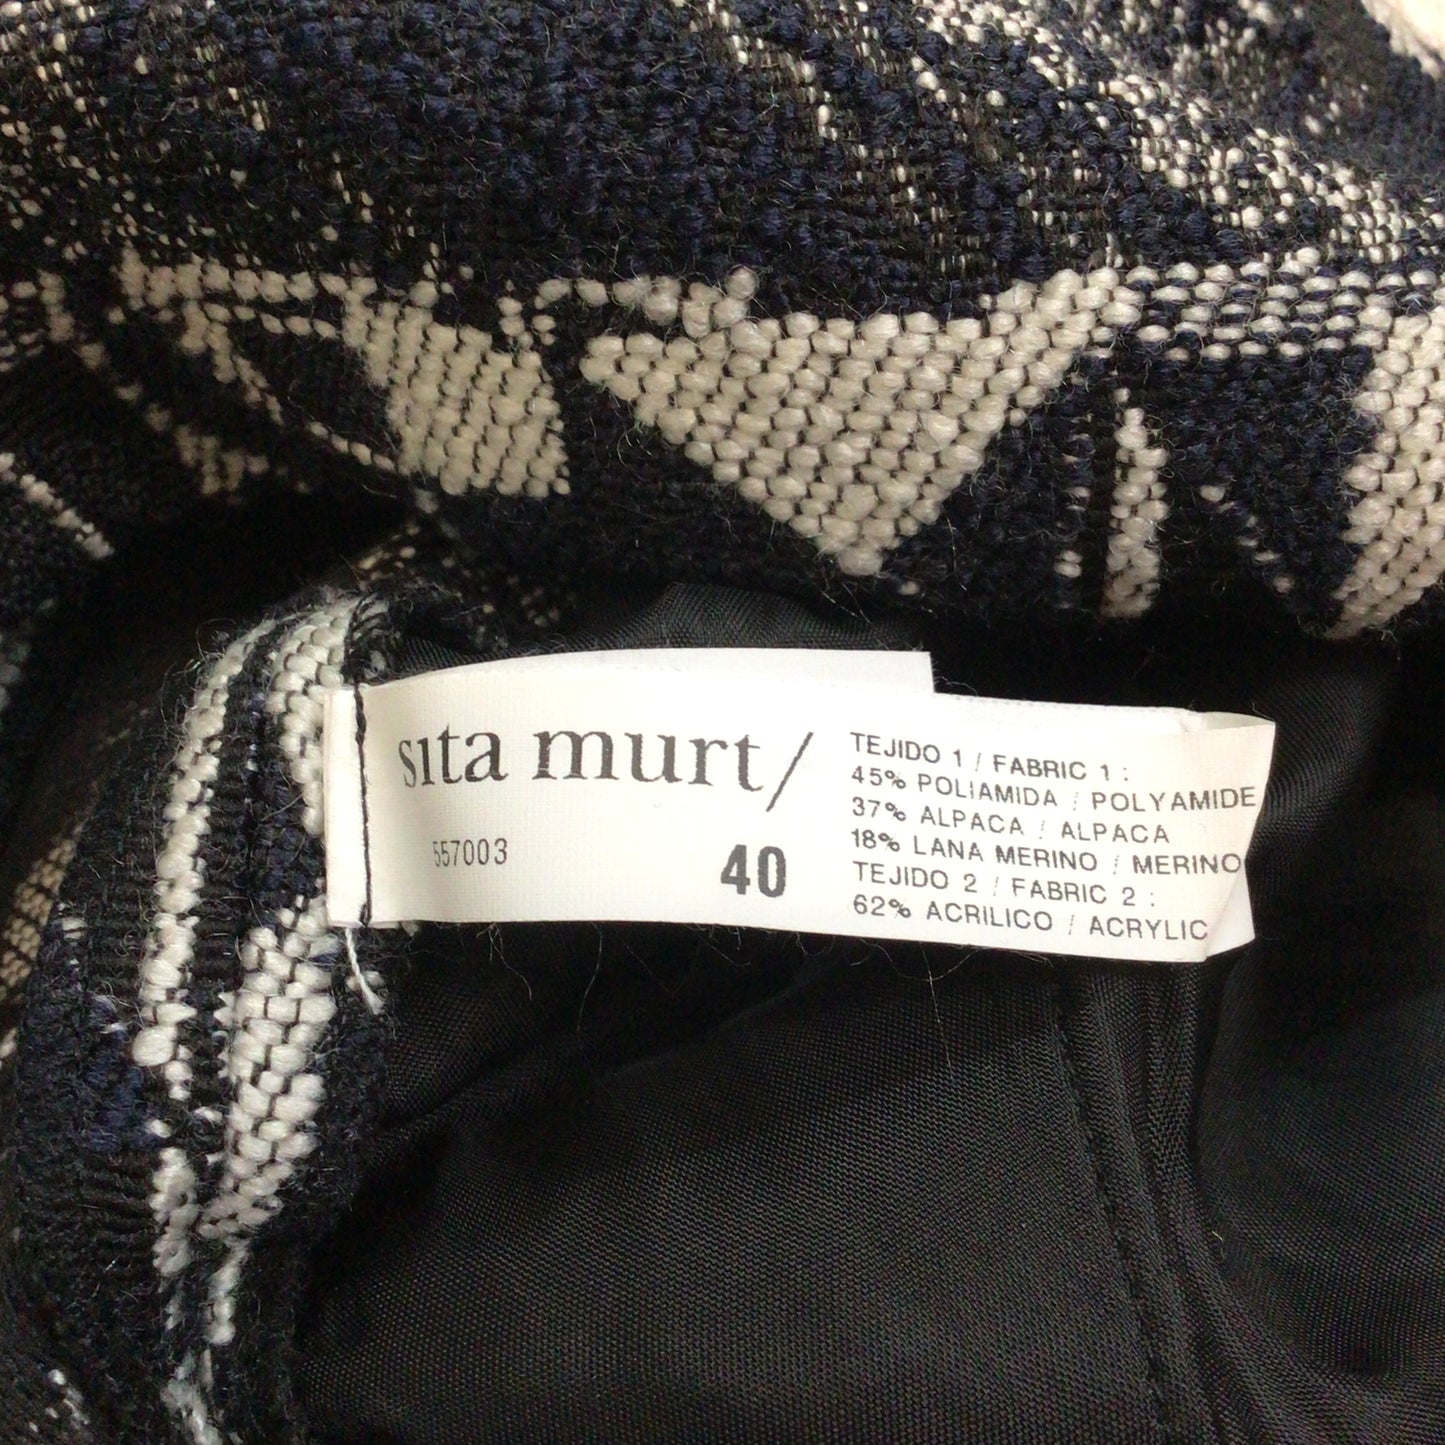 sıta murt/
557003
40
TEJIDO 1 / FABRIC 1 :
45% POLIAMIDA / POLYAMIDE
37% ALPACA / ALPACA
18% LANA MERINO / MERINO
TEJIDO 2 / FABRIC 2 :
62% ACRILICO / ACRYLIC